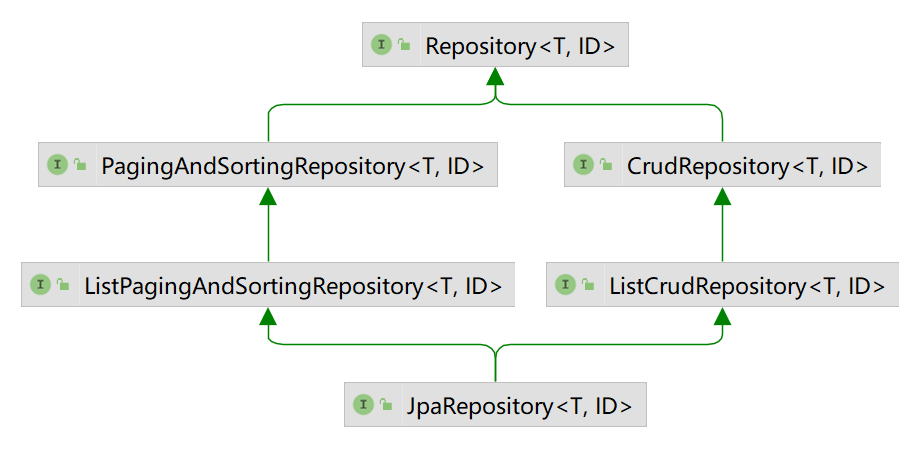 I Repository<T, ID>
I PagingAndSortingRepository<T, ID>
I CrudRepository<T, ID>
I ListPagingAndSortingRepository<T, ID>
I ListCrudRepository<T, ID>
I JpaRepository<T, ID>